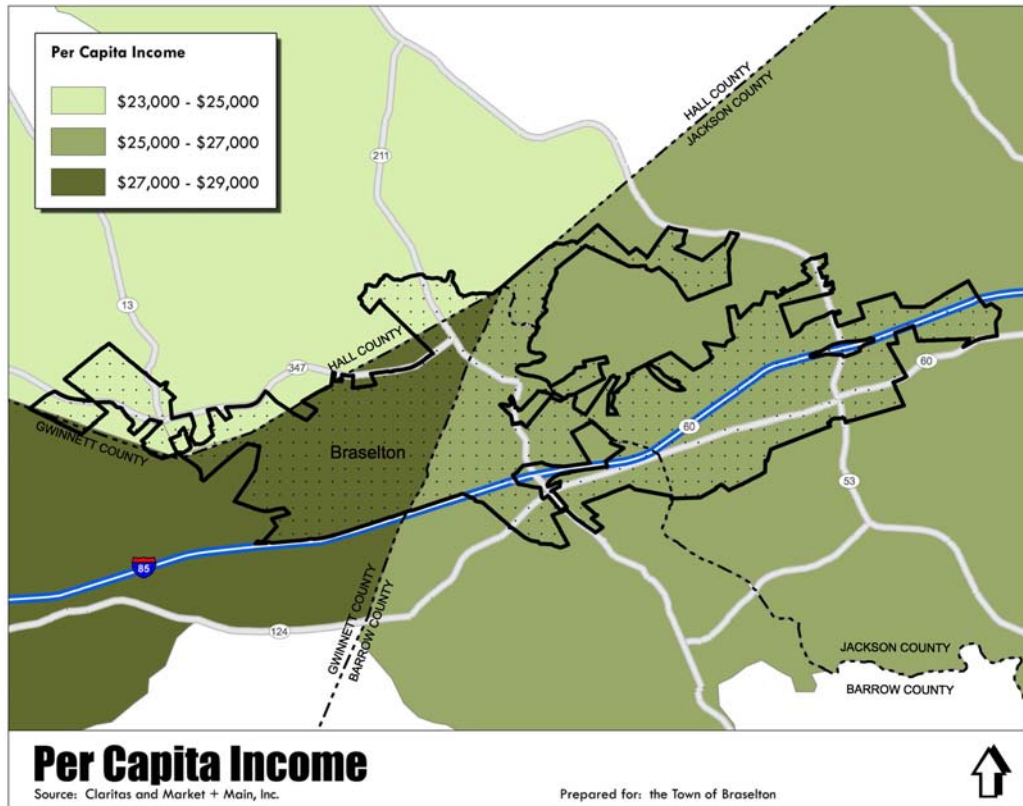 Per Capita Income
$23,000 - $25,000
$25,000 - $27,000
$27,000 - $29,000
HALL COUNTY
JACKSON COUNTY
211
13
HALL COUNTY
347
GWINNETT COUNTY
Braselton
60
60
53
85
124
GWINNETT COUNTY
BARROW COUNTY
JACKSON COUNTY
BARROW COUNTY
Per Capita Income
Source: Claritas and Market + Main, Inc.
Prepared for: the Town of Braselton